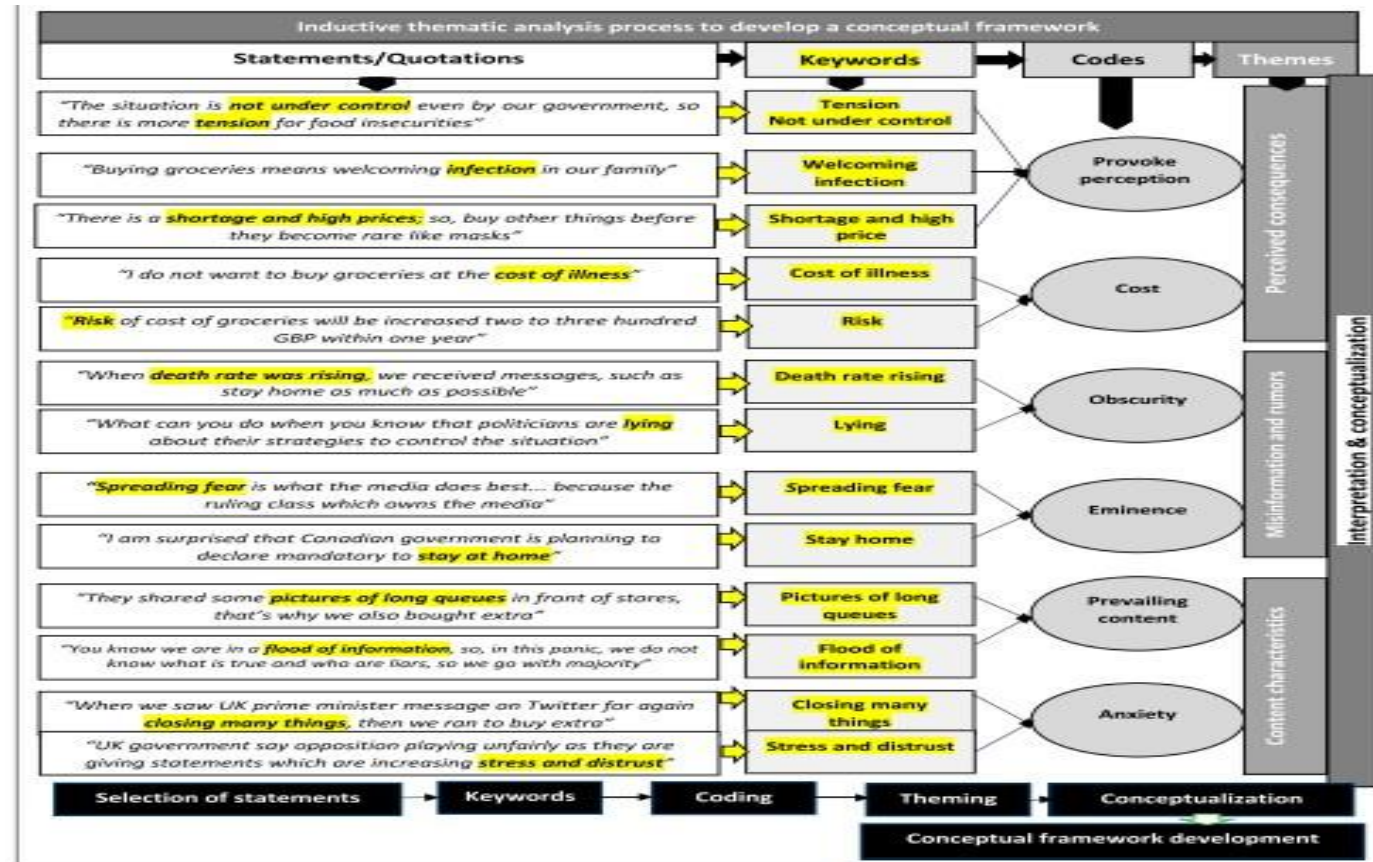 Inductive thematic analysis process to develop a conceptual framework
Statements/Quotations
Keywords
Codes
Themes
"The situation is not under control even by our government, so
there is more tension for food insecurities"
Tension
Not under control
"Buying groceries means welcoming infection in our family"
Welcoming
infection
"There is a shortage and high prices; so, buy other things before
they become rare like masks"
Shortage and high
price
Provoke
perception
"I do not want to buy groceries at the cost of illness"
Cost of illness
"Risk of cost of groceries will be increased two to three hundred
GBP within one year"
Risk
Cost
Perceived consequences
"When death rate was rising, we received messages, such as
stay home as much as possible"
Death rate rising
"What can you do when you know that politicians are lying
about their strategies to control the situation"
Lying
Obscurity
"Spreading fear is what the media does best... because the
ruling class which owns the media"
Spreading fear
"I am surprised that Canadian government is planning to
declare mandatory to stay at home"
Stay home
Eminence
Misinformation and rumors
"They shared some pictures of long queues in front of stores,
that's why we also bought extra"
Pictures of long
queues
"You know we are in a flood of information, so, in this panic, we do not
know what is true and who are liars, so we go with majority"
Flood of
information
Prevailing
content
"When we saw UK prime minister message on Twitter for again
closing many things, then we ran to buy extra"
Closing many
things
"UK government say opposition playing unfairly as they are
giving statements which are increasing stress and distrust"
Stress and distrust
Anxiety
Content characteristics
Interpretation & conceptualization
Selection of statements
Keywords
Coding
Theming
Conceptualization
Conceptual framework development